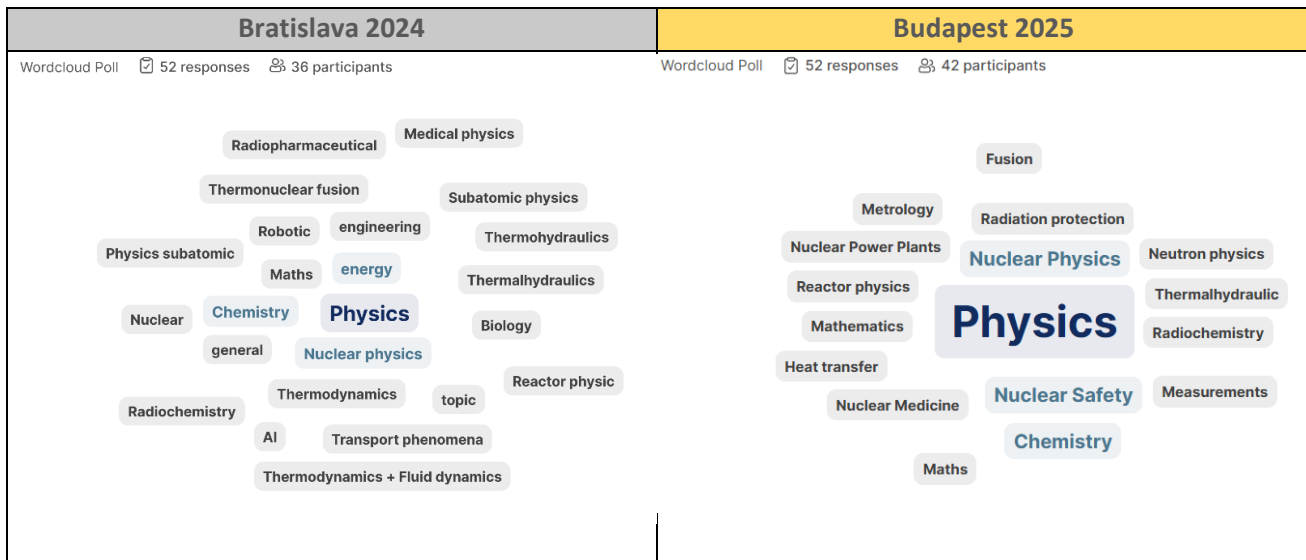 Bratislava 2024
Wordcloud Poll 52 responses 36 participants
Medical physics
Radiopharmaceutical
Thermonuclear fusion
Subatomic physics
engineering
Robotic
Thermohydraulics
Physics subatomic
energy
Maths
Thermalhydraulics
Chemistry
Physics
Nuclear
Biology
general
Nuclear physics
Reactor physic
Thermodynamics
topic
Radiochemistry
AI
Transport phenomena
Thermodynamics + Fluid dynamics
Budapest 2025
Wordcloud Poll 52 responses 42 participants
Fusion
Metrology
Radiation protection
Nuclear Power Plants
Nuclear Physics
Neutron physics
Reactor physics
Thermalhydraulic
Physics
Mathematics
Radiochemistry
Heat transfer
Nuclear Safety
Measurements
Nuclear Medicine
Chemistry
Maths